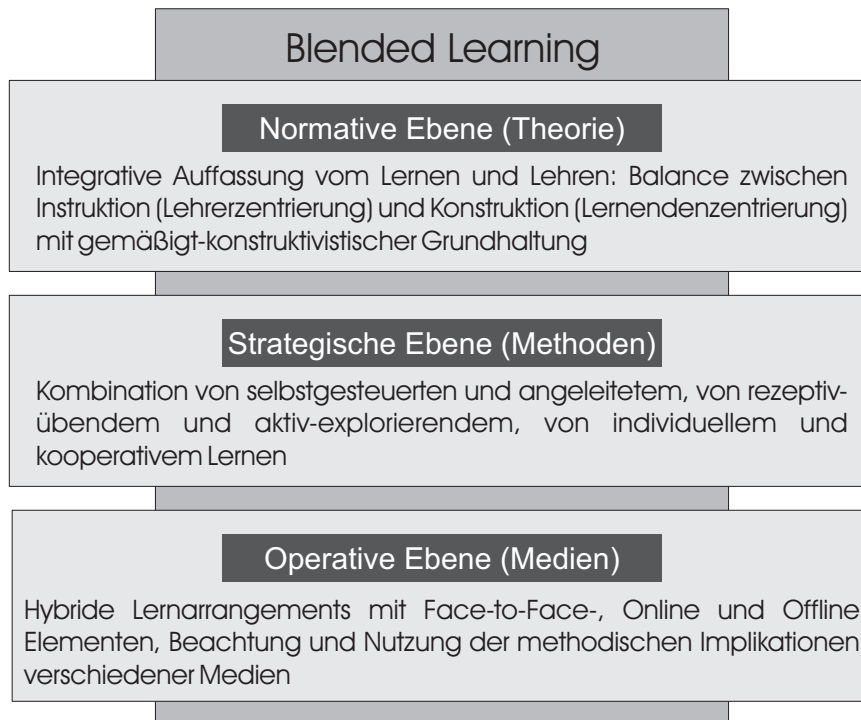 Blended Learning
Normative Ebene (Theorie)
Integrative Auffassung vom Lernen und Lehren: Balance zwischen
Instruktion (Lehrerzentrierung) und Konstruktion (Lernendenzentrierung)
mit gemäßigt-konstruktivistischer Grundhaltung
Strategische Ebene (Methoden)
Kombination von selbstgesteuerten und angeleitetem, von rezeptiv-
übendem und aktiv-explorierendem, von individuellem und
kooperativem Lernen
Operative Ebene (Medien)
Hybride Lernarrangements mit Face-to-Face-, Online und Offline
Elementen, Beachtung und Nutzung der methodischen Implikationen
verschiedener Medien